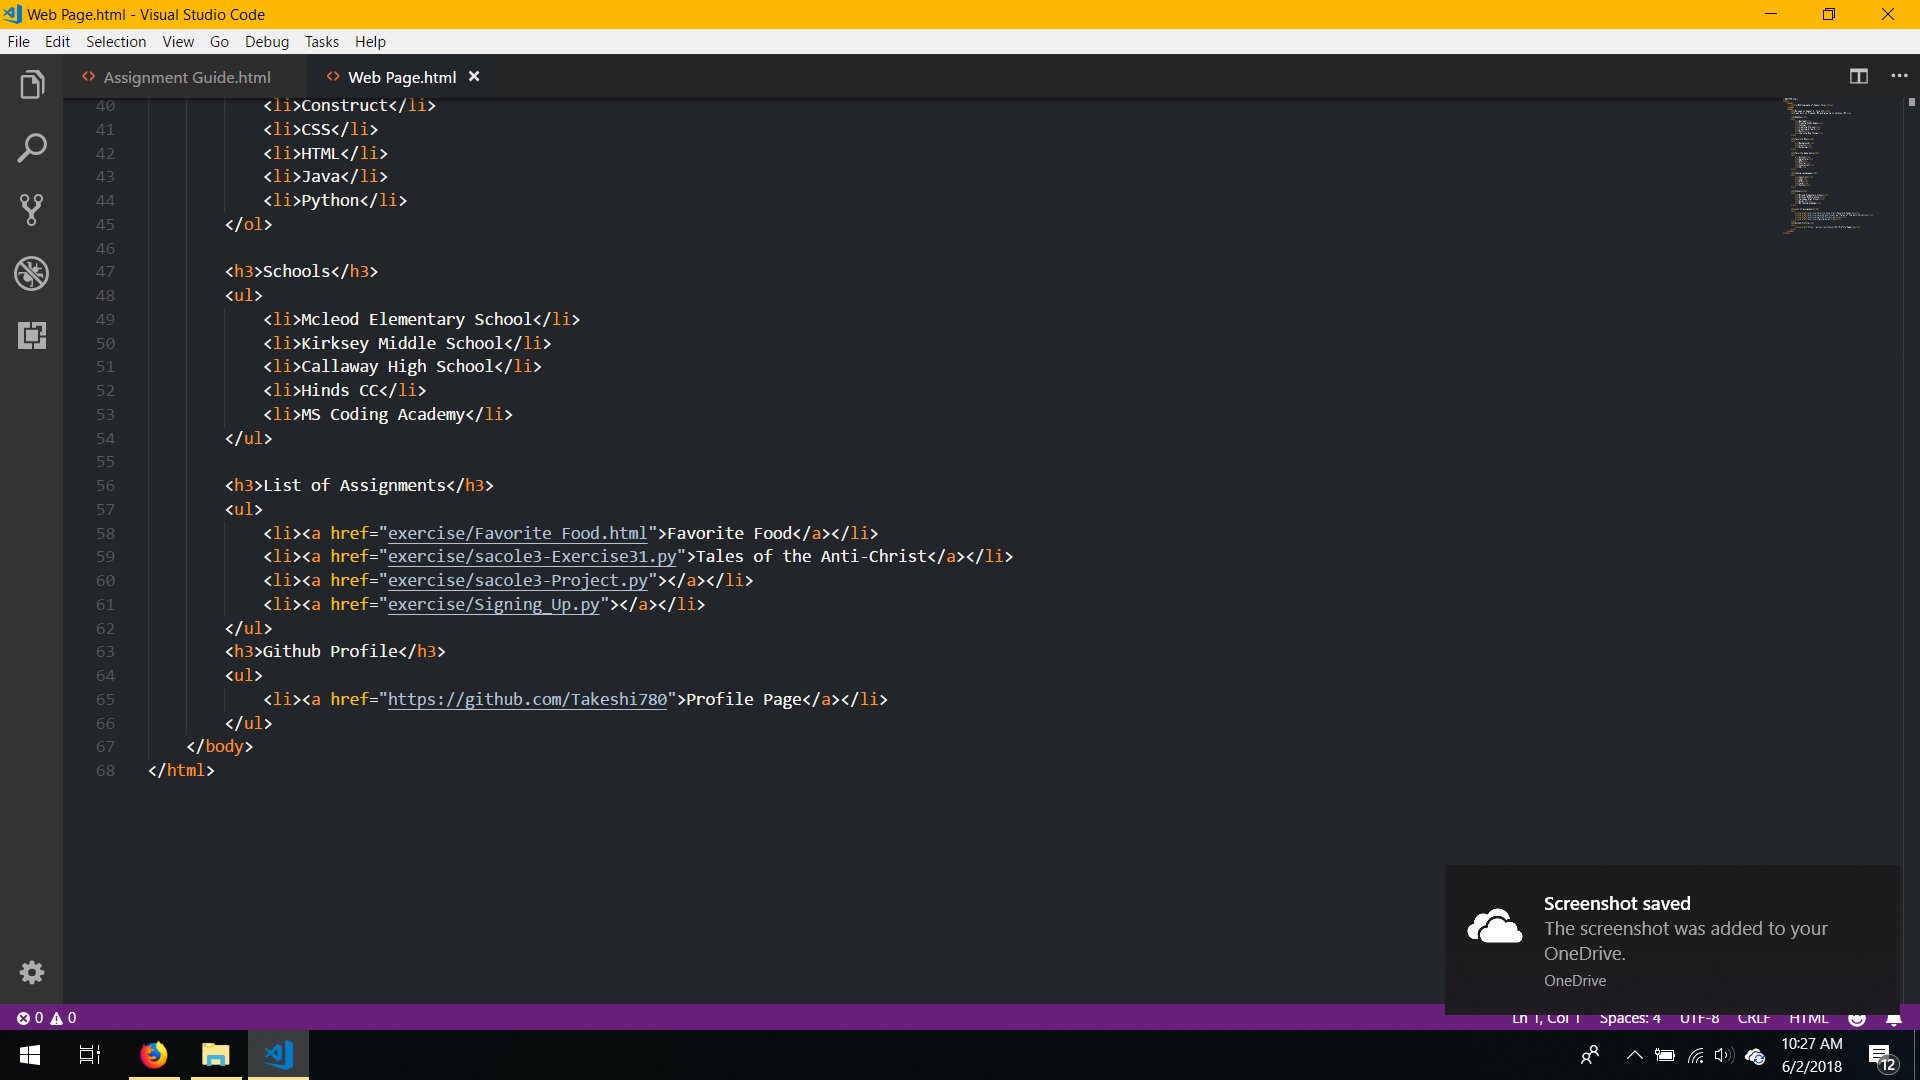 Web Page.html - Visual Studio Code
File Edit Selection View Go Debug Tasks Help
<> Assignment Guide.html <> Web Page.html
40 <li>Construct</li>
41 <li>CSS</li>
42 <li>HTML</li>
43 <li>Java</li>
44 <li>Python</li>
45 </ol>
46
47 <h3>Schools</h3>
48 <ul>
49 <li>Mcleod Elementary School</li>
50 <li>Kirksey Middle School</li>
51 <li>Callaway High School</li>
52 <li>Hinds CC</li>
53 <li>MS Coding Academy</li>
54 </ul>
55
56 <h3>List of Assignments</h3>
57 <ul>
58 <li><a href="exercise/Favorite Food.html">Favorite Food</a></li>
59 <li><a href="exercise/sacole3-Exercise31.py">Tales of the Anti-Christ</a></li>
60 <li><a href="exercise/sacole3-Project.py"></a></li>
61 <li><a href="exercise/Signing_Up.py"></a></li>
62 </ul>
63 <h3>Github Profile</h3>
64 <ul>
65 <li><a href="https://github.com/Takeshi780">Profile Page</a></li>
66 </ul>
67 </body>
68 </html>
Screenshot saved
The screenshot was added to your
OneDrive.
OneDrive
0 0 Ln 1, Col 1 Spaces: 4 UTF-8 CRLF HTML
10:27 AM
6/2/2018
12